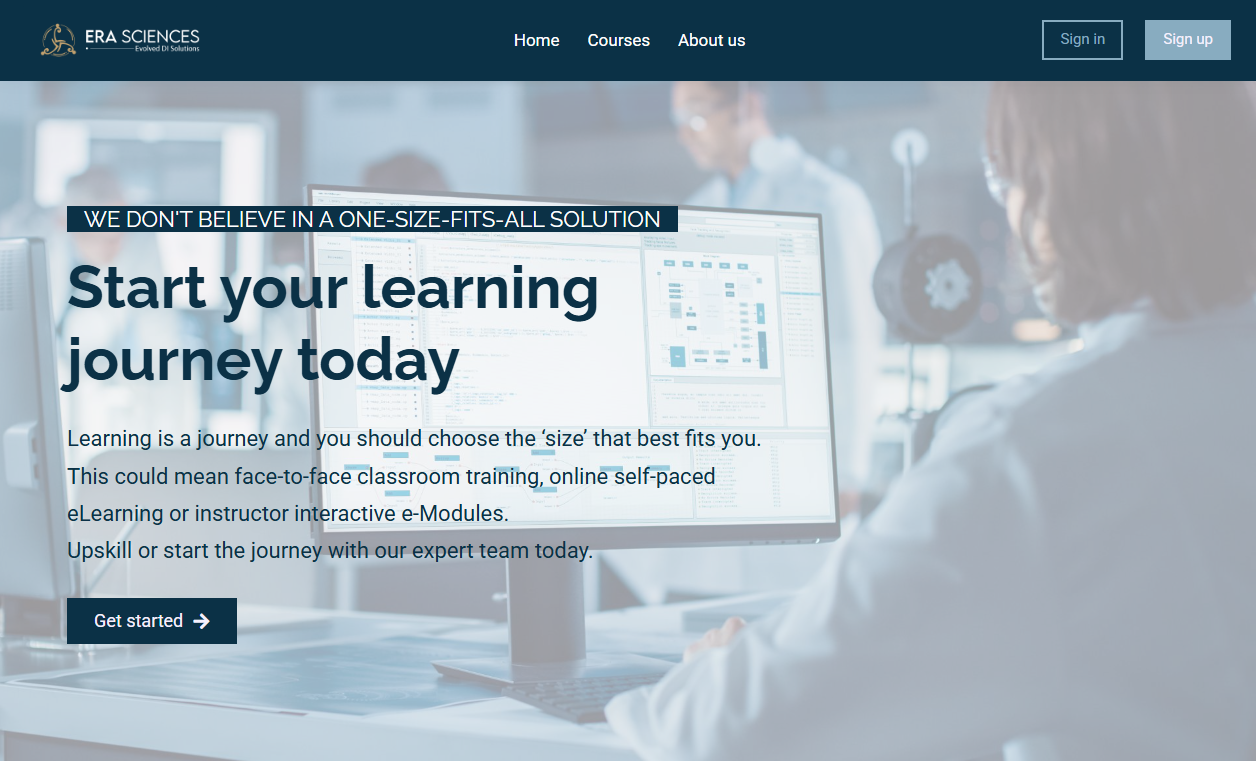 ERA SCIENCES
Evolved DI Solutions
Home
Courses
About us
Sign in
Sign up
WE DON'T BELIEVE IN A ONE-SIZE-FITS-ALL SOLUTION
Start your learning
journey today
Learning is a journey and you should choose the ‘size’ that best fits you.
This could mean face-to-face classroom training, online self-paced
eLearning or instructor interactive e-Modules.
Upskill or start the journey with our expert team today.
Get started